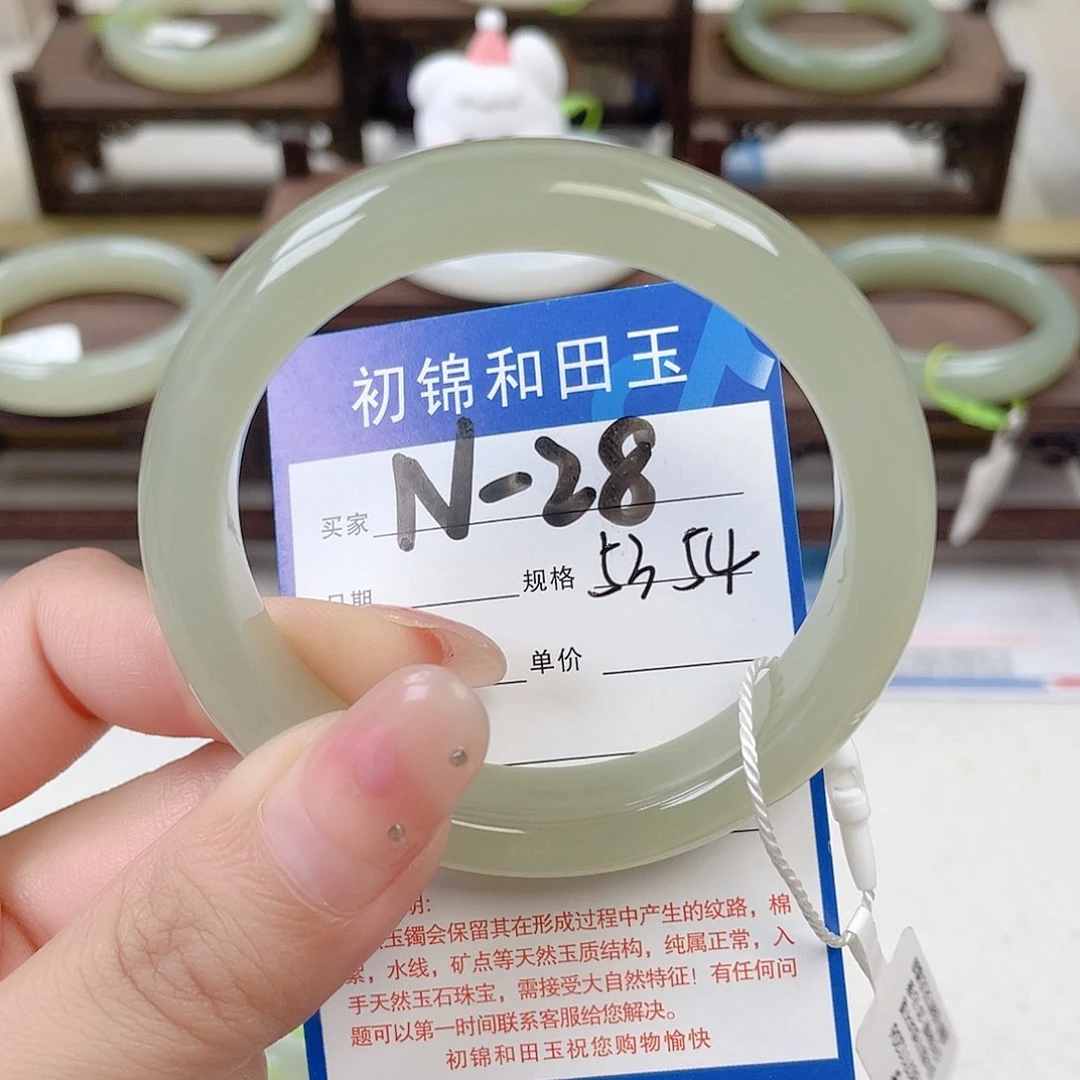 初锦和田玉
买家 N-28
日期 规格 53 54
单价
明:
玉镯会保留其在形成过程中产生的纹路，棉
絮，水线，矿点等天然玉质结构，纯属正常，入
手天然玉石珠宝，需接受大自然特征！有任何问
题可以第一时间联系客服给您解决。
初锦和田玉祝您购物愉快